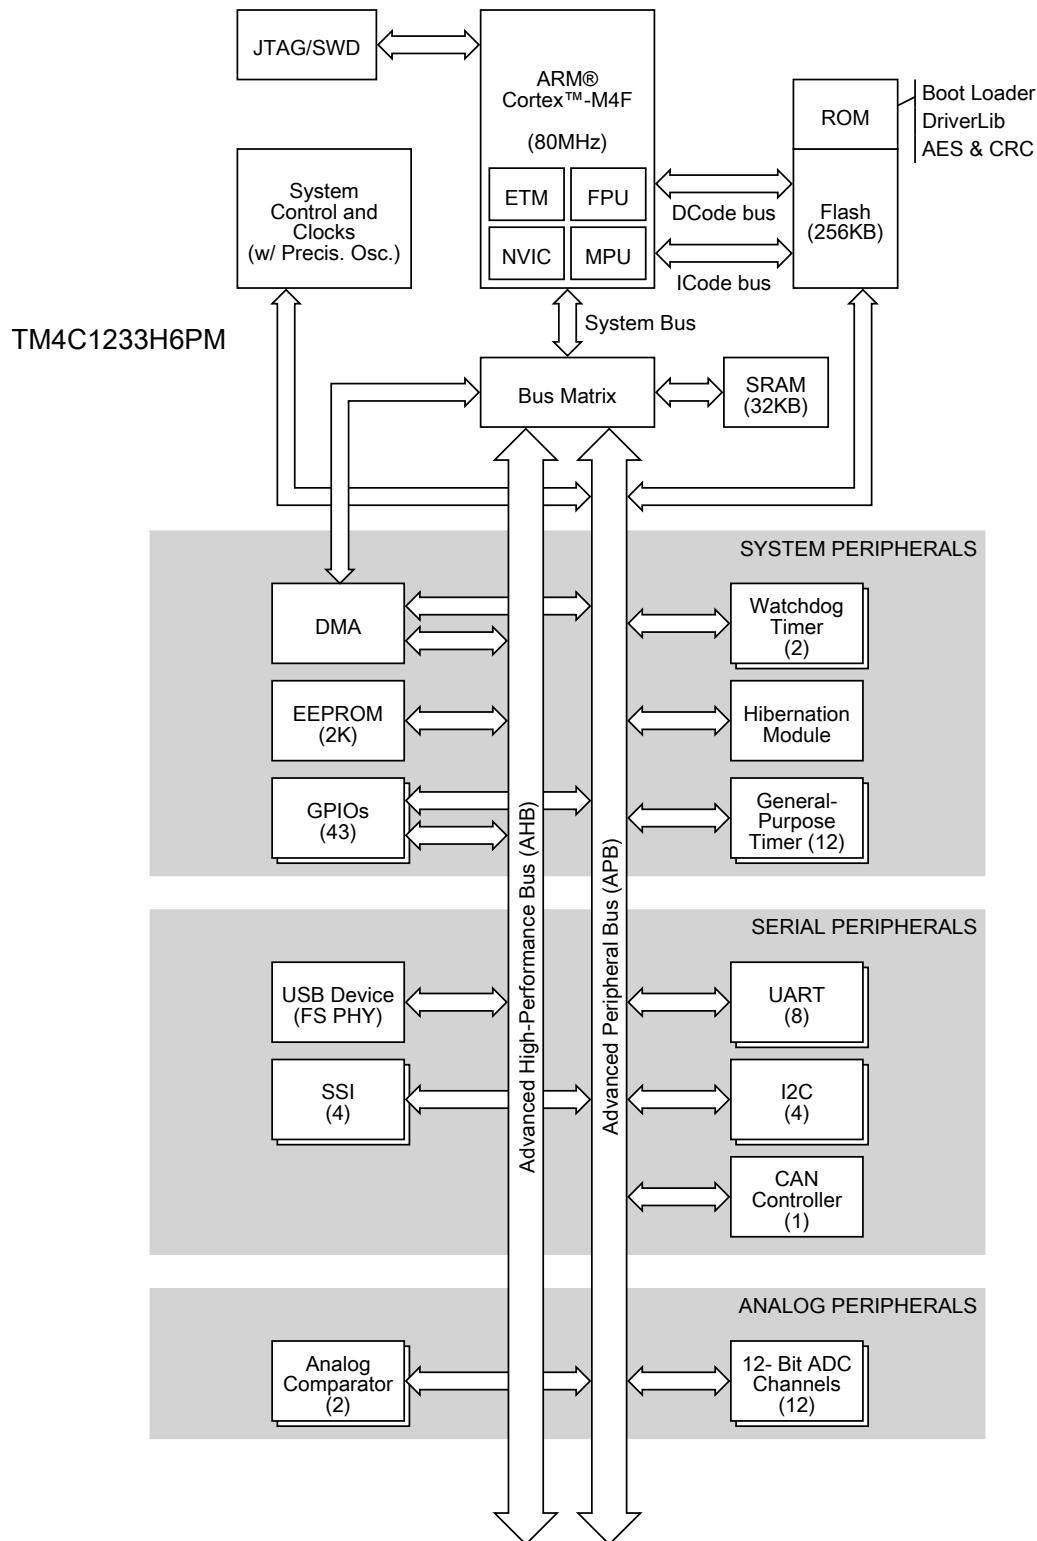 JTAG/SWD
ARM®
Cortex™-M4F
(80MHz)
ETM
FPU
NVIC
MPU
ROM
Boot Loader
DriverLib
AES & CRC
Flash
(256KB)
DCode bus
ICode bus
System
Control and
Clocks
(w/ Precis. Osc.)
TM4C1233H6PM
System Bus
Bus Matrix
SRAM
(32KB)
SYSTEM PERIPHERALS
DMA
Watchdog
Timer
(2)
EEPROM
(2K)
Hibernation
Module
GPIOs
(43)
General-
Purpose
Timer (12)
Advanced High-Performance Bus (AHB)
Advanced Peripheral Bus (APB)
SERIAL PERIPHERALS
USB Device
(FS PHY)
UART
(8)
SSI
(4)
I2C
(4)
CAN
Controller
(1)
ANALOG PERIPHERALS
Analog
Comparator
(2)
12- Bit ADC
Channels
(12)